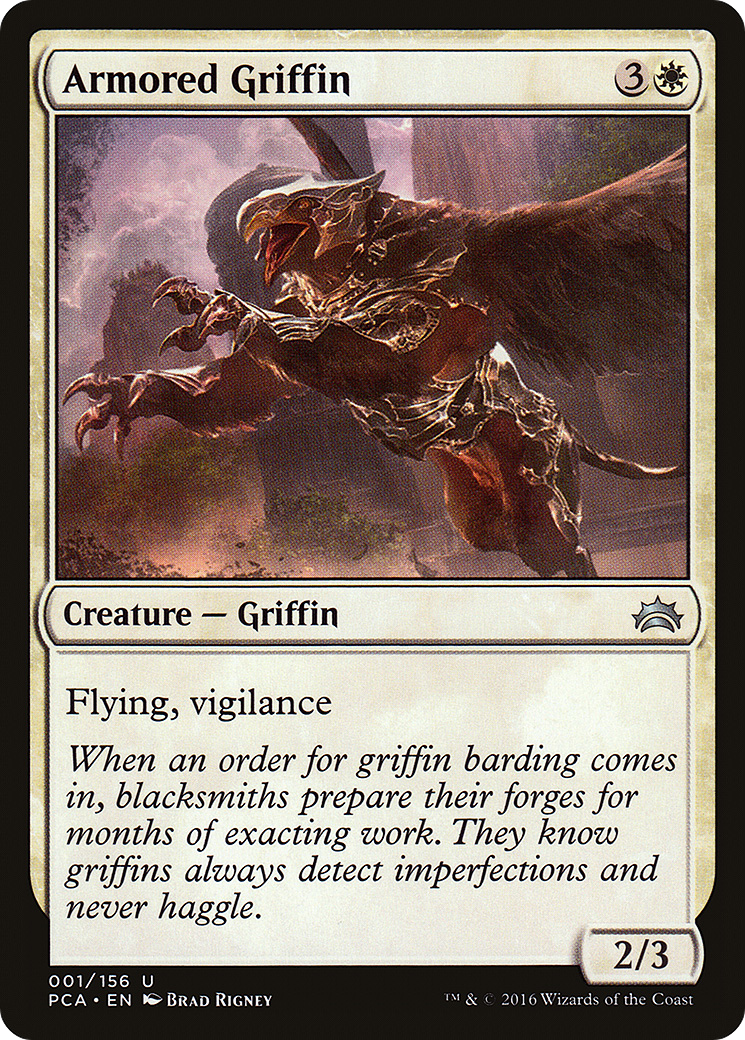 Armored Griffin 3
Creature — Griffin
Flying, vigilance
When an order for griffin barding comes
in, blacksmiths prepare their forges for
months of exacting work. They know
griffins always detect imperfections and
never haggle.
2/3
001/156 U
PCA • EN Brad Rigney
™ & © 2016 Wizards of the Coast